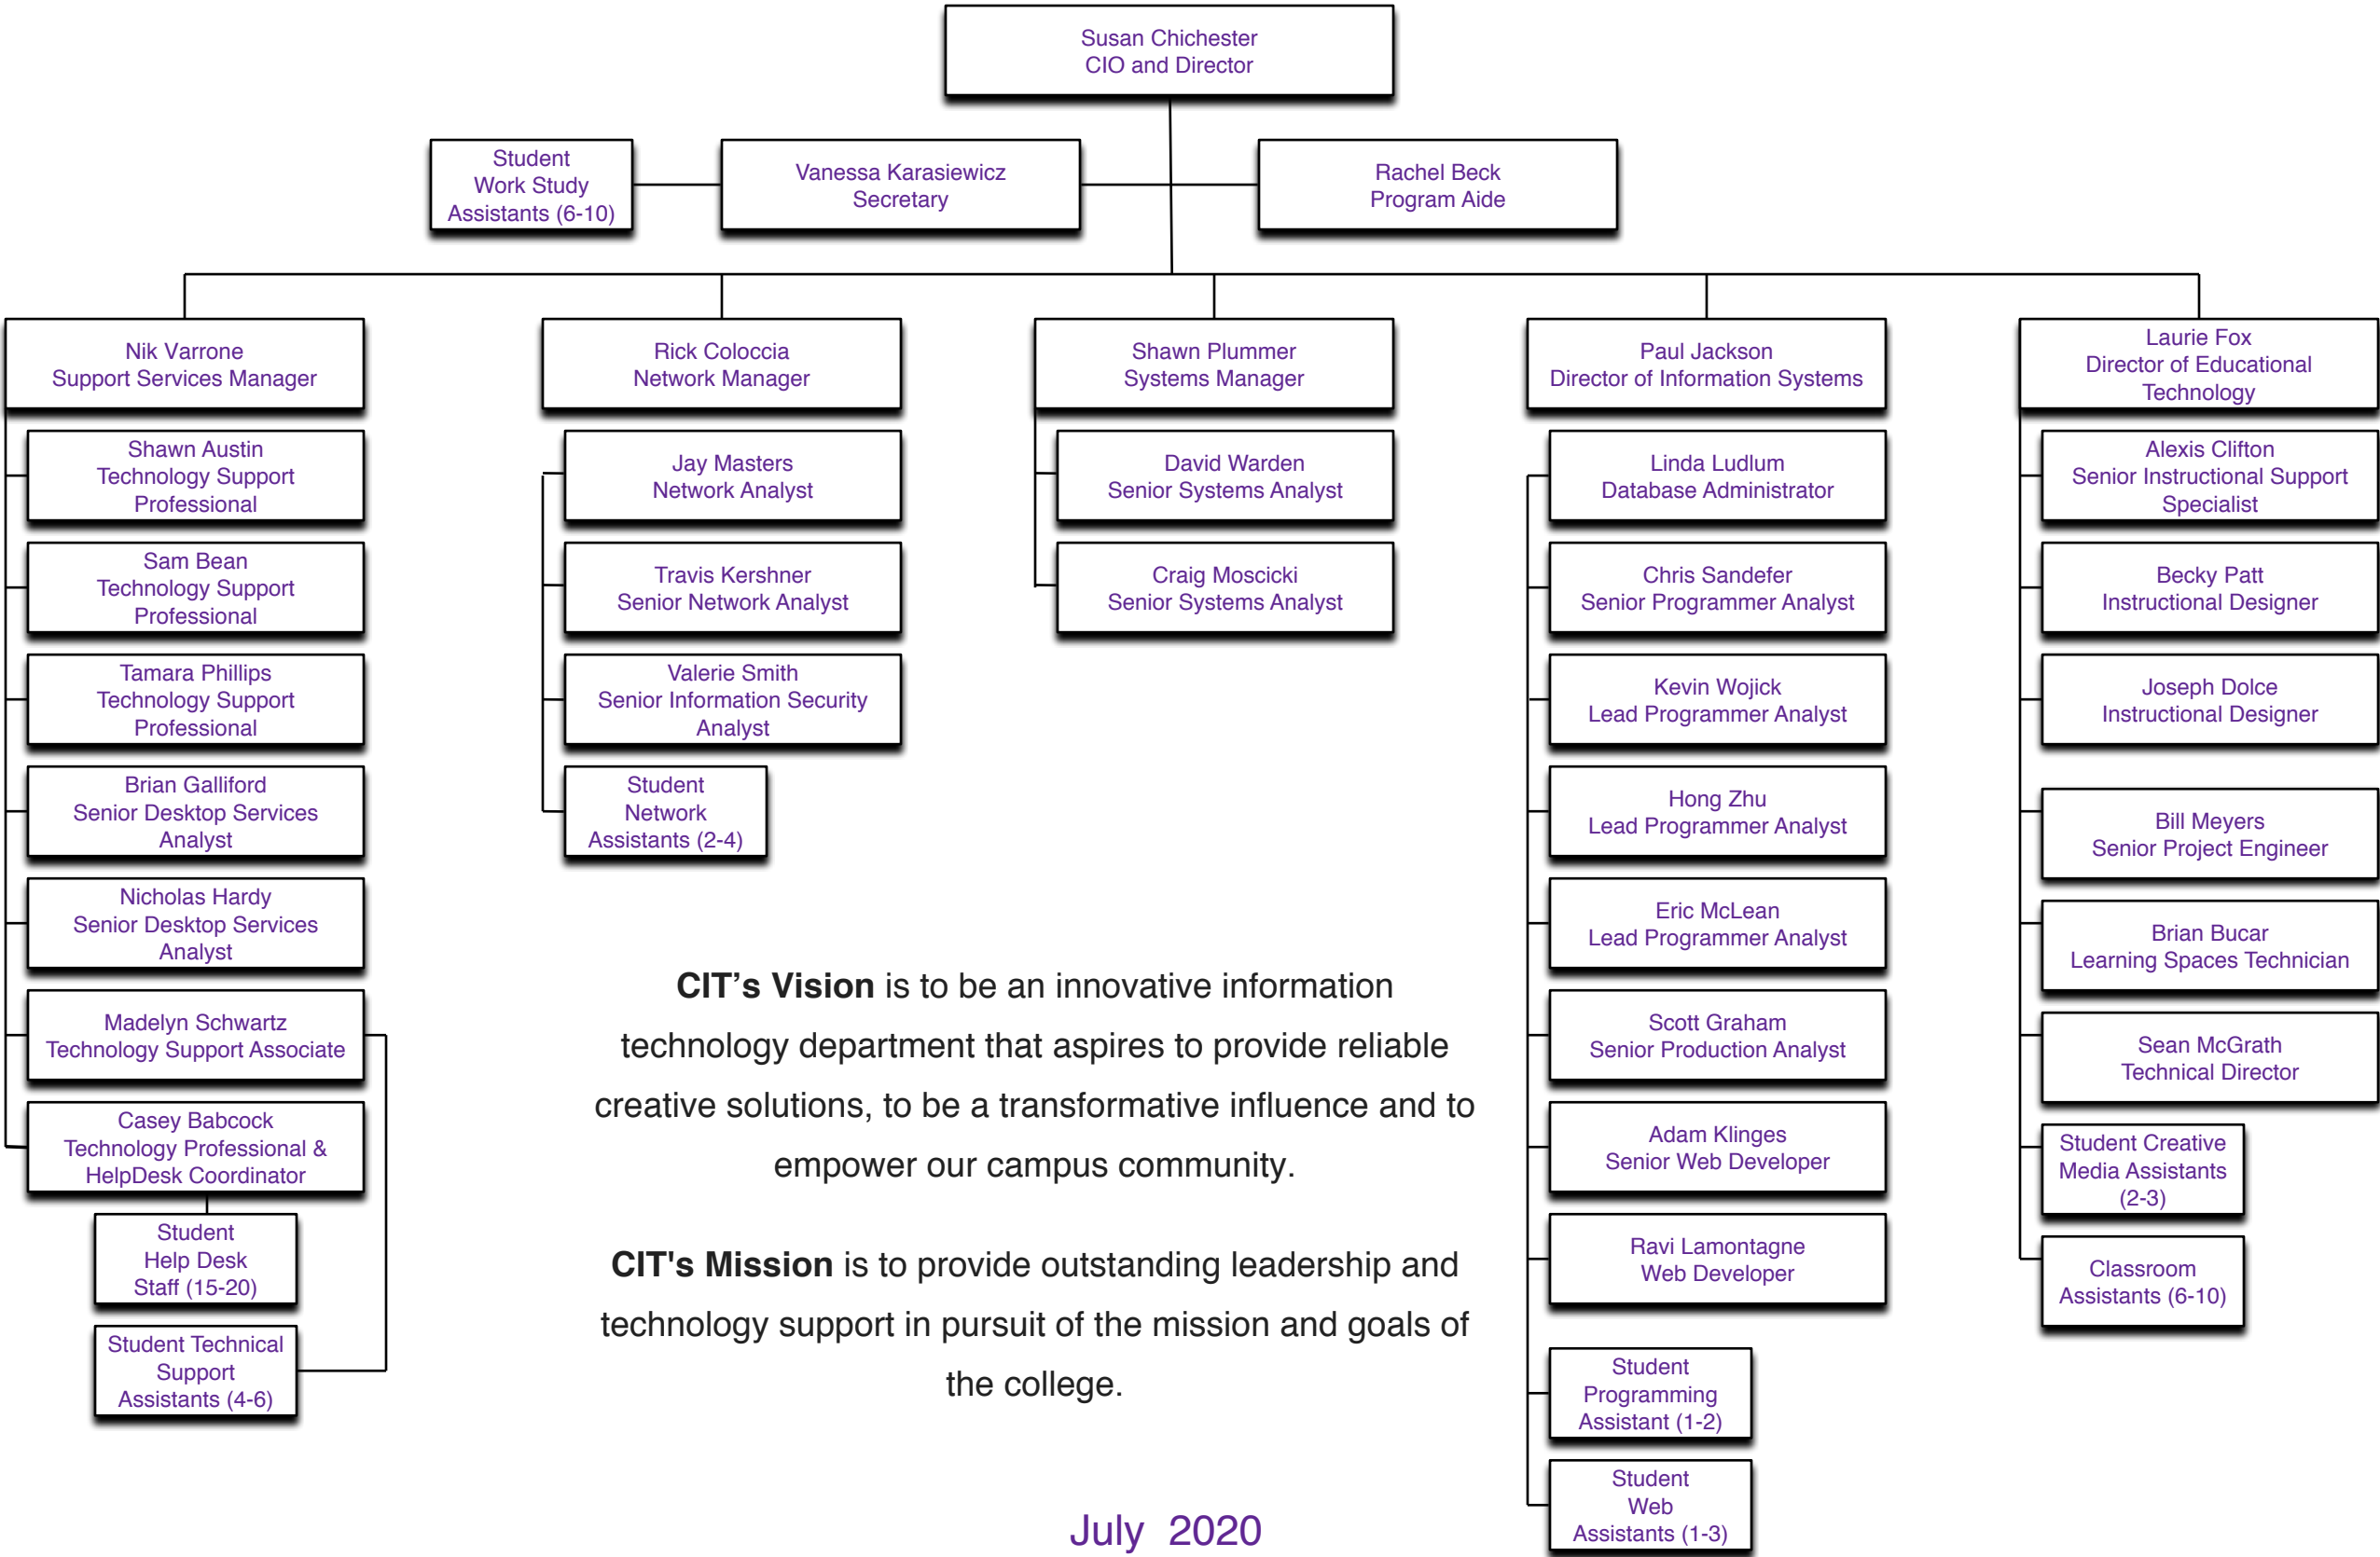 Susan Chichester
CIO and Director
Student
Work Study
Assistants (6-10)
Vanessa Karasiewicz
Secretary
Rachel Beck
Program Aide
Nik Varrone
Support Services Manager
Shawn Austin
Technology Support
Professional
Sam Bean
Technology Support
Professional
Tamara Phillips
Technology Support
Professional
Brian Galliford
Senior Desktop Services
Analyst
Nicholas Hardy
Senior Desktop Services
Analyst
Madelyn Schwartz
Technology Support Associate
Casey Babcock
Technology Professional &
HelpDesk Coordinator
Student
Help Desk
Staff (15-20)
Student Technical
Support
Assistants (4-6)
Rick Coloccia
Network Manager
Jay Masters
Network Analyst
Travis Kershner
Senior Network Analyst
Valerie Smith
Senior Information Security
Analyst
Student
Network
Assistants (2-4)
Shawn Plummer
Systems Manager
David Warden
Senior Systems Analyst
Craig Moscicki
Senior Systems Analyst
Paul Jackson
Director of Information Systems
Linda Ludlum
Database Administrator
Chris Sandefer
Senior Programmer Analyst
Kevin Wojick
Lead Programmer Analyst
Hong Zhu
Lead Programmer Analyst
Eric McLean
Lead Programmer Analyst
Scott Graham
Senior Production Analyst
Adam Klinges
Senior Web Developer
Ravi Lamontagne
Web Developer
Student
Programming
Assistant (1-2)
Student
Web
Assistants (1-3)
Laurie Fox
Director of Educational
Technology
Alexis Clifton
Senior Instructional Support
Specialist
Becky Patt
Instructional Designer
Joseph Dolce
Instructional Designer
Bill Meyers
Senior Project Engineer
Brian Bucar
Learning Spaces Technician
Sean McGrath
Technical Director
Student Creative
Media Assistants
(2-3)
Classroom
Assistants (6-10)
CIT’s Vision is to be an innovative information
technology department that aspires to provide reliable
creative solutions, to be a transformative influence and to
empower our campus community.
CIT's Mission is to provide outstanding leadership and
technology support in pursuit of the mission and goals of
the college.
July 2020